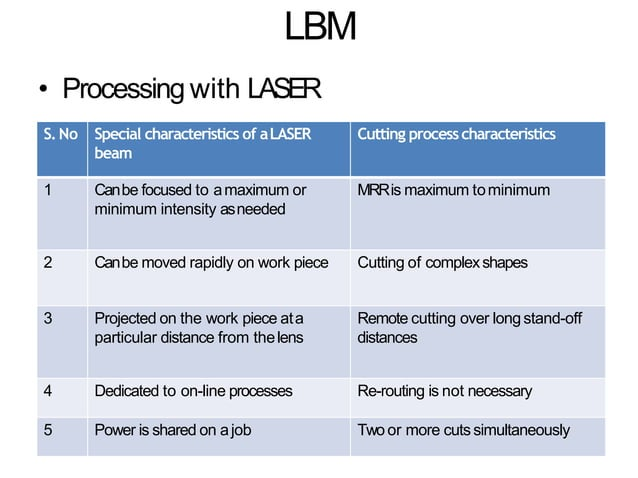 LBM
• Processing with LASER
S. No Special characteristics of a LASER beam Cutting process characteristics
1 Can be focused to a maximum or minimum intensity as needed MRR is maximum to minimum
2 Can be moved rapidly on work piece Cutting of complex shapes
3 Projected on the work piece at a particular distance from the lens Remote cutting over long stand-off distances
4 Dedicated to on-line processes Re-routing is not necessary
5 Power is shared on a job Two or more cuts simultaneously